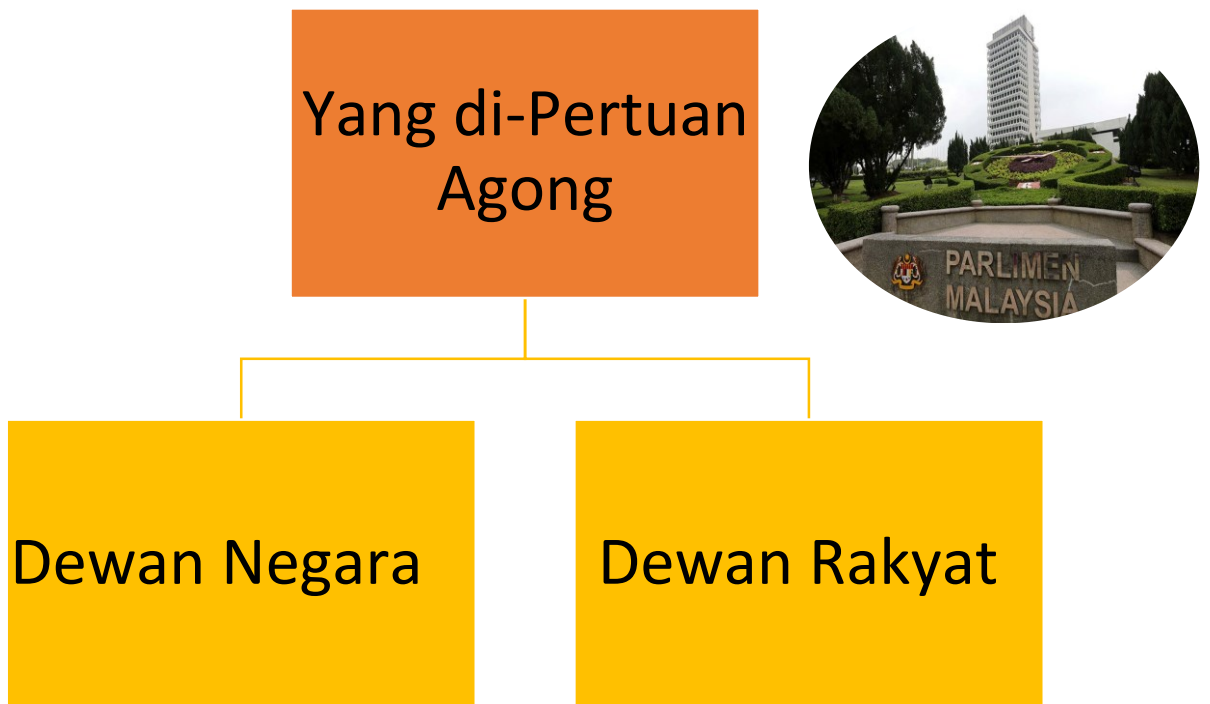 Yang di-Pertuan
Agong
PARLIMEN
MALAYSIA
Dewan Negara
Dewan Rakyat